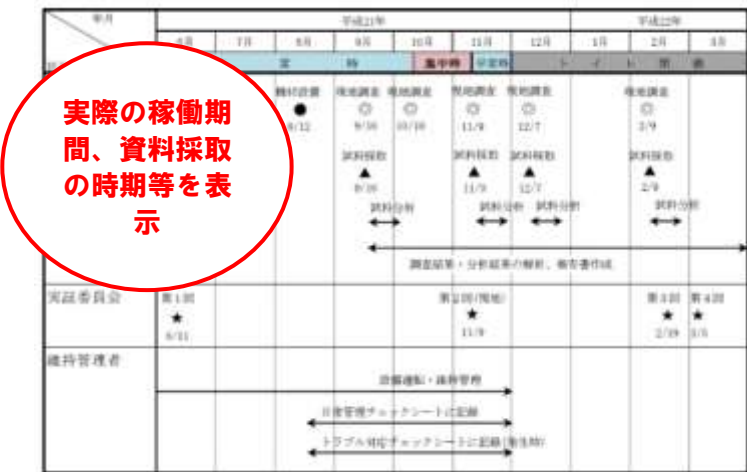 年月
平成21年
平成22年
6月 7月 8月 9月 10月 11月 12月 1月 2月 3月
常 時 集中時 平常時 ト イ レ 閉 鎖
実際の稼働期
間、資料採取
の時期等を表
示
機材設置 現地調査 現地調査 現地調査 現地調査 現地調査
● ◎ ◎ ◎ ◎ ◎
10/18 11/9 12/7 2/9
試料採取 試料採取 試料採取 試料採取
▲ ▲ ▲ ▲
11/9 12/7 2/9
試料分析 試料分析 試料分析 試料分析
調査結果・分析結果の解析、報告書作成
実証委員会 第1回 第2回(現地) 第3回 第4回
★ ★ ★ ★
11/9 2/19 3/5
維持管理者
設備運転・維持管理
日常管理チェックシートに記録
トラブル対応チェックシートに記録(発生時)